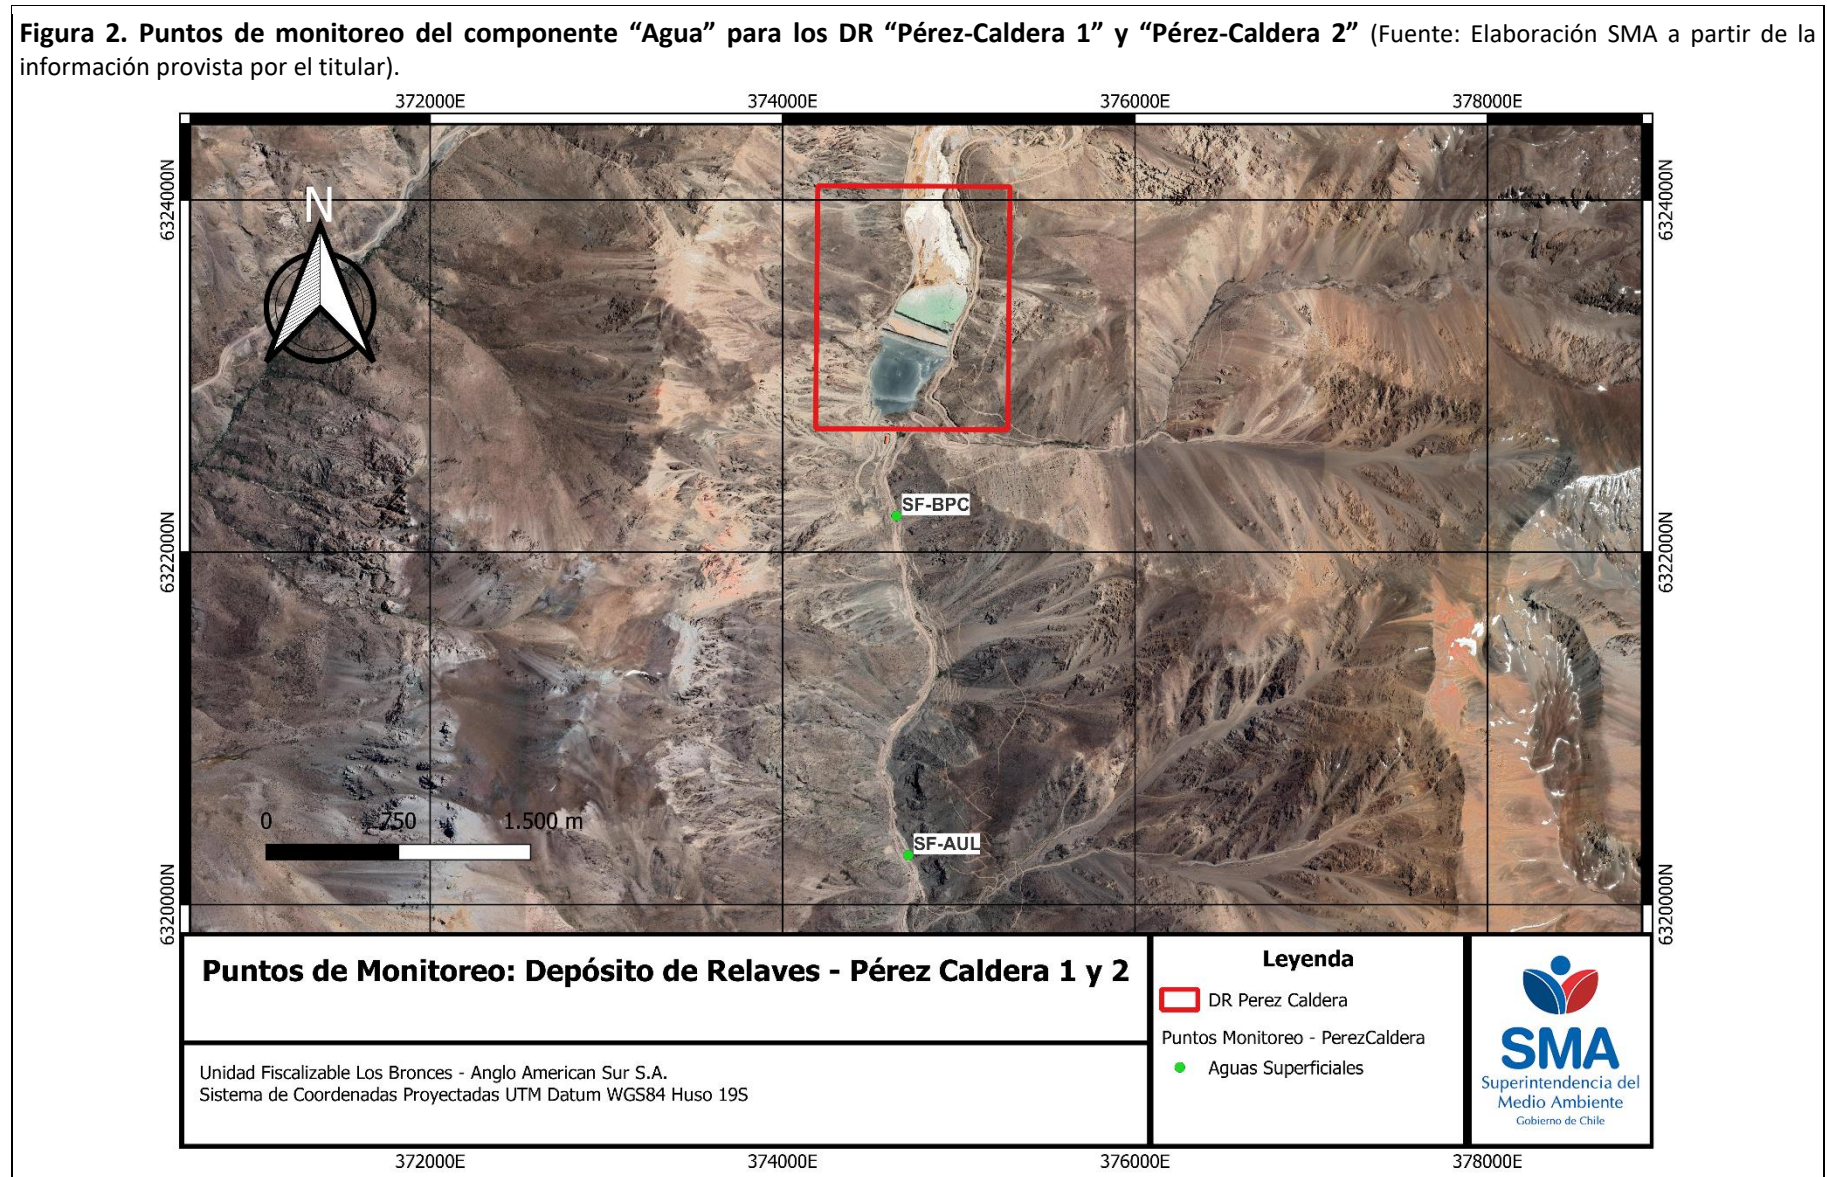 Figura 2. Puntos de monitoreo del componente “Agua” para los DR “Pérez-Caldera 1” y “Pérez-Caldera 2” (Fuente: Elaboración SMA a partir de la
información provista por el titular).
372000E 374000E 376000E 378000E
6324000N 6324000N
N
SF-BPC
6322000N 6322000N
0 750 1.500 m
SF-AUL
6320000N 6320000N
Puntos de Monitoreo: Depósito de Relaves - Pérez Caldera 1 y 2
Unidad Fiscalizable Los Bronces - Anglo American Sur S.A.
Sistema de Coordenadas Proyectadas UTM Datum WGS84 Huso 19S
Leyenda
DR Perez Caldera
Puntos Monitoreo - PerezCaldera
Aguas Superficiales
SMA
Superintendencia del
Medio Ambiente
Gobierno de Chile
372000E 374000E 376000E 378000E